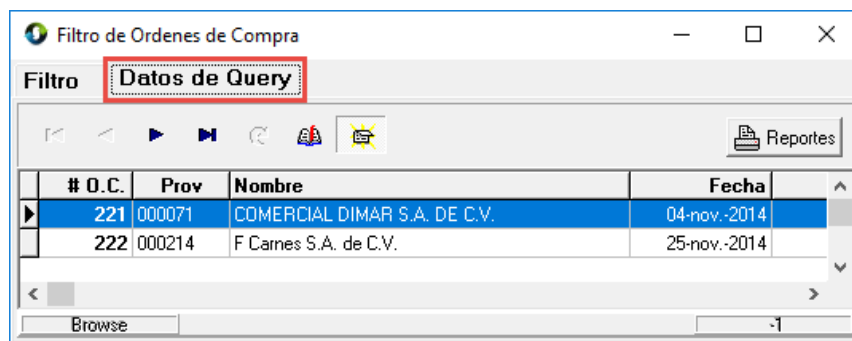 Filtro de Ordenes de Compra
Filtro Datos de Query
Reportes
# O.C. Prov Nombre Fecha
221 000071 COMERCIAL DIMAR S.A. DE C.V. 04-nov.-2014
222 000214 F Carnes S.A. de C.V. 25-nov.-2014
Browse -1